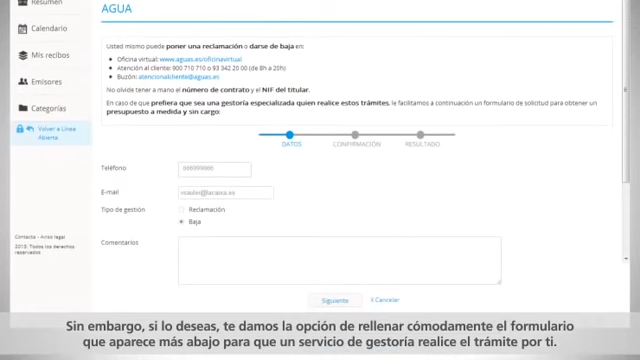 Resumen
Calendario
Mis recibos
Emisores
Categorías
Volver a Línea
Abierta
Contacta - Aviso legal
2013: Todos los derechos
reservados
AGUA
Usted mismo puede poner una reclamación o darse de baja en:
Oficina virtual: www.aguas.es/oficinavirtual
Atención al cliente: 900 710 710 o 93 342 20 00 (de 8h a 20h)
Buzón: atencionalcliente@aguas.es
No olvide tener a mano el número de contrato y el NIF del titular.
En caso de que prefiera que sea una gestoría especializada quien realice estos trámites, le facilitamos a continuación un formulario de solicitud para obtener un
presupuesto a medida y sin cargo:
DATOS
CONFIRMACIÓN
RESULTADO
Teléfono
E-mail
Tipo de gestión
Reclamación
Baja
Comentarios
Siguiente
X Cancelar
Sin embargo, si lo deseas, te damos la opción de rellenar cómodamente el formulario
que aparece más abajo para que un servicio de gestoría realice el trámite por ti.